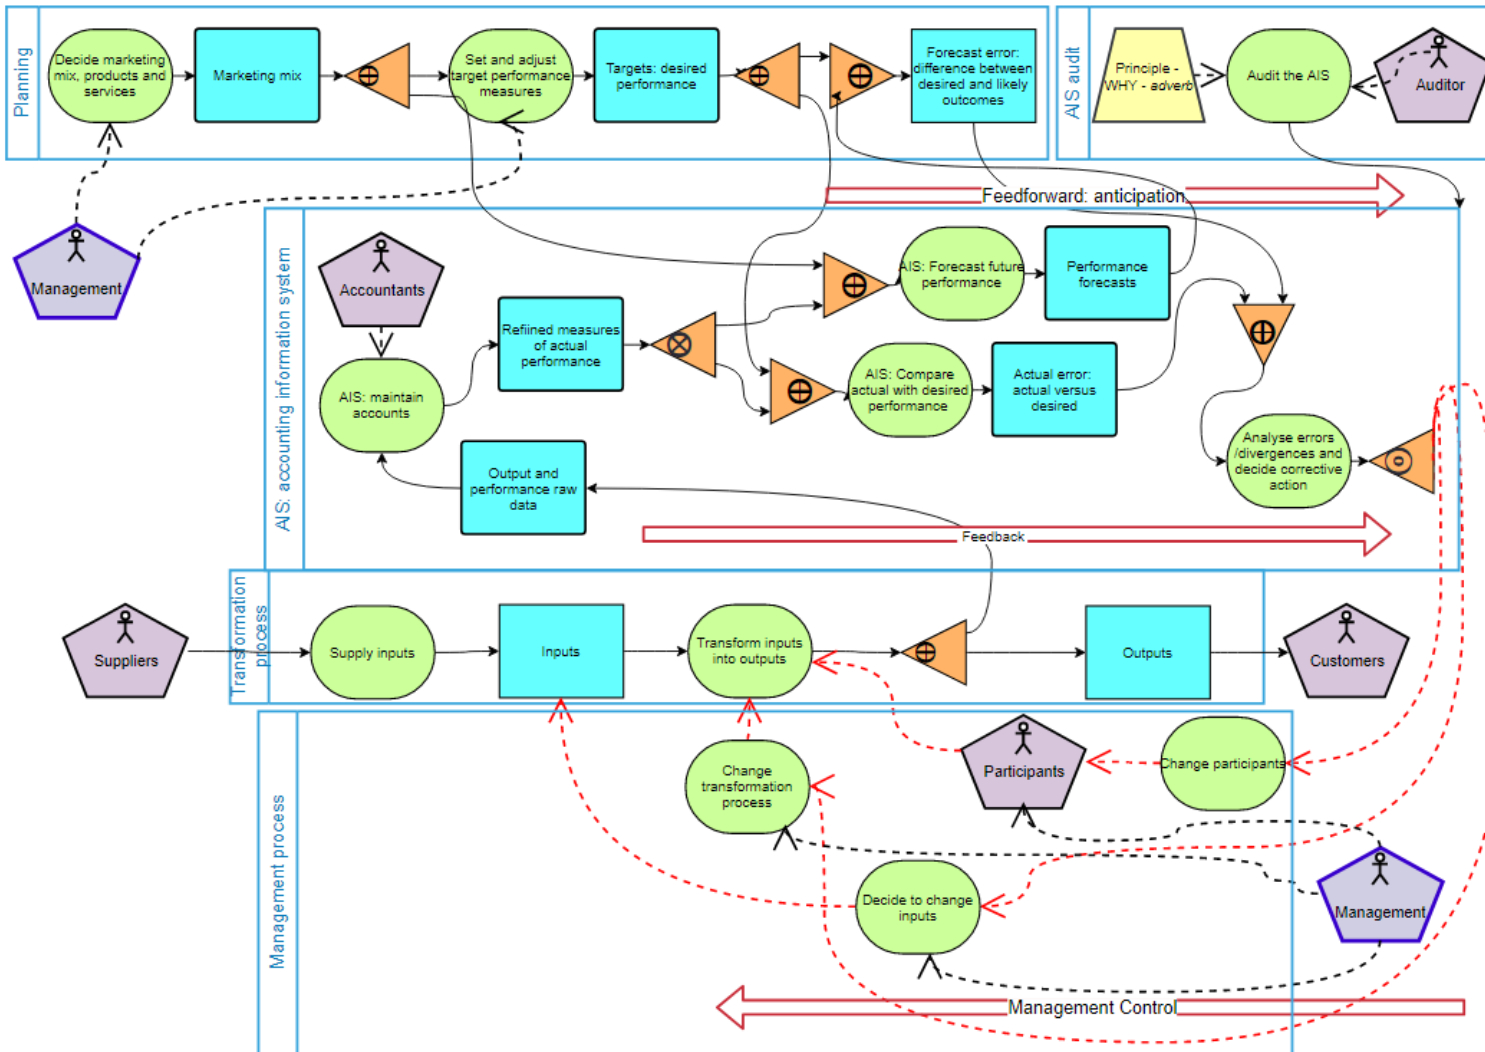 Planning
Decide marketing
mix, products and
services
Marketing mix
Set and adjust
target performance
measures
Targets: desired
performance
Forecast error:
difference between
desired and likely
outcomes
AIS audit
Principle -
WHY - adverb
Audit the AIS
Auditor
Feedforward: anticipation
Management
AIS: accounting information system
Accountants
AIS: Forecast future
performance
Performance
forecasts
Refiined measures
of actual
performance
AIS: maintain
accounts
AIS: Compare
actual with desired
performance
Actual error:
actual versus
desired
Analyse errors
/divergences and
decide corrective
action
Output and
performance raw
data
Feedback
Transformation
process
Suppliers
Supply inputs
Inputs
Transform inputs
into outputs
Outputs
Customers
Management process
Change
transformation
process
Participants
Change participants
Decide to change
inputs
Management
Management Control